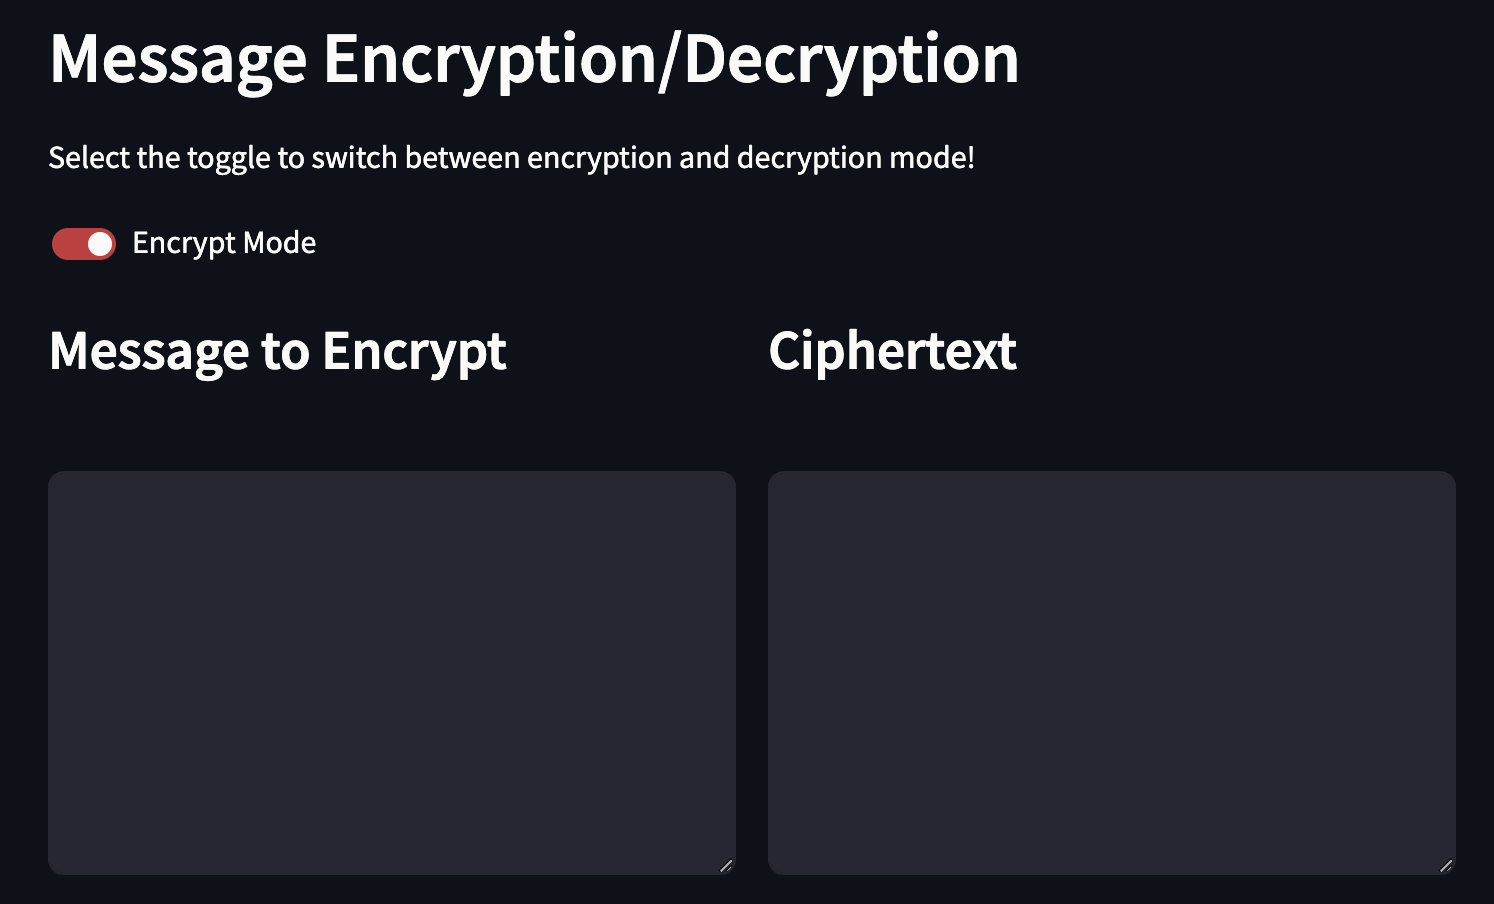 Message Encryption/Decryption
Select the toggle to switch between encryption and decryption mode!
Encrypt Mode
Message to Encrypt
Ciphertext